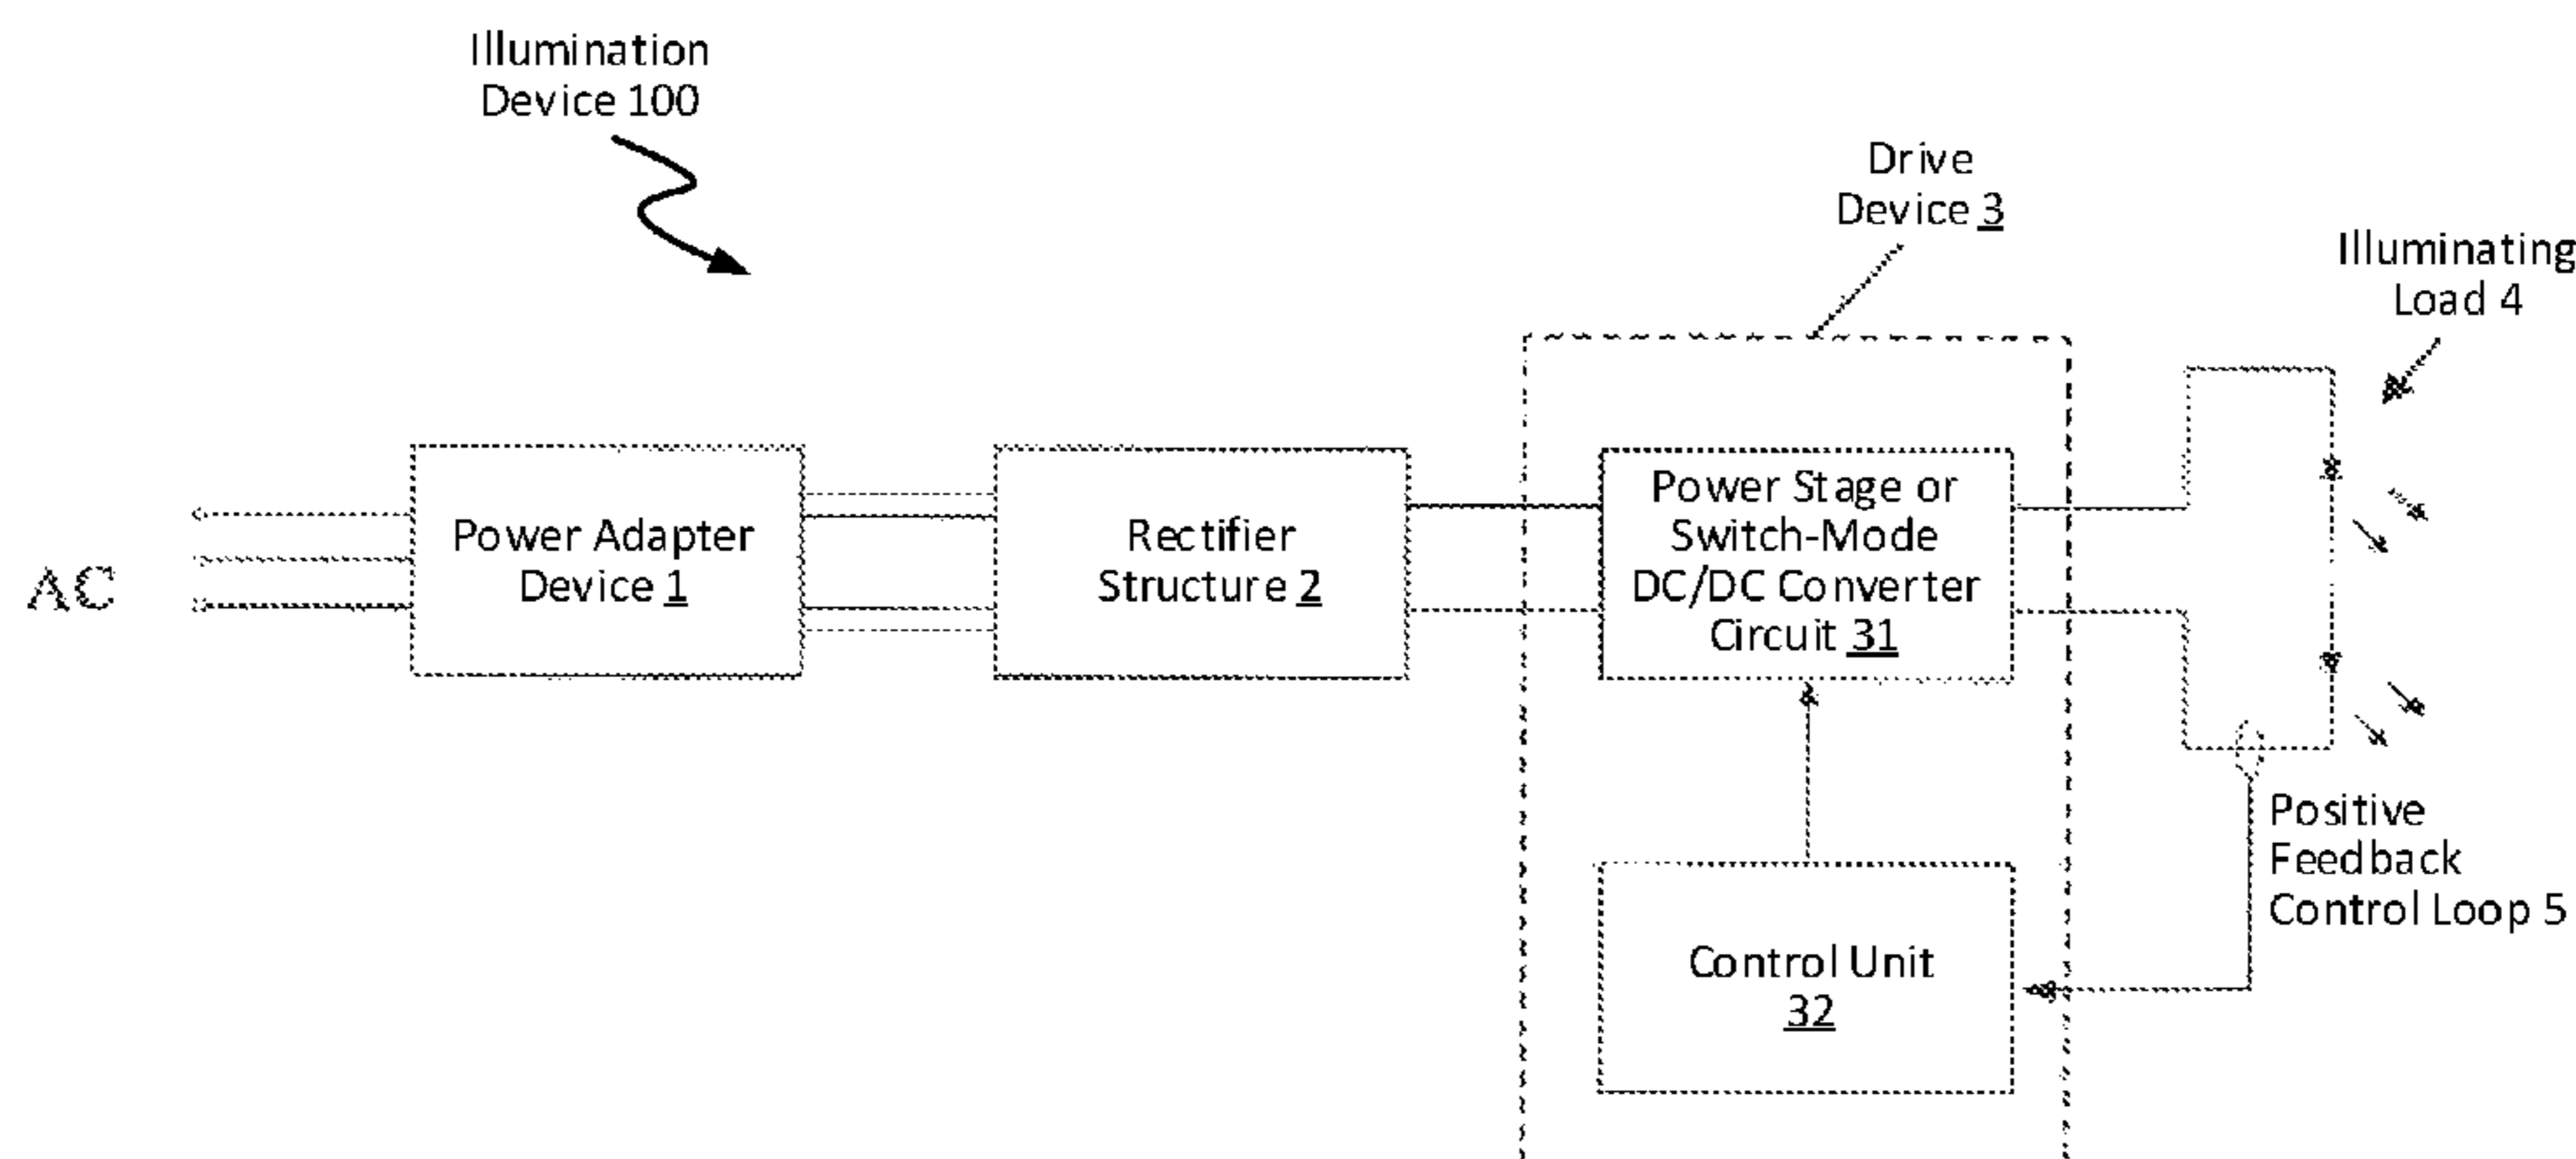 Illumination
Device 100
Drive
Device 3
Illuminating
Load 4
AC
Power Adapter
Device 1
Rectifier
Structure 2
Power Stage or
Switch-Mode
DC/DC Converter
Circuit 31
Positive
Feedback
Control Loop 5
Control Unit
32